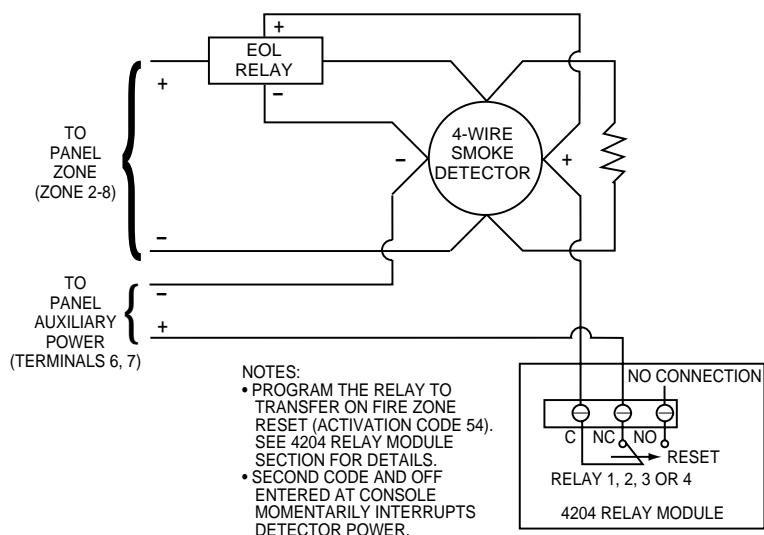 +
EOL
RELAY
+
−
TO
PANEL
ZONE
(ZONE 2-8)
4-WIRE
SMOKE
DETECTOR
−
+
−
TO
PANEL
AUXILIARY
POWER
(TERMINALS 6, 7)
−
+
NOTES:
• PROGRAM THE RELAY TO
TRANSFER ON FIRE ZONE
RESET (ACTIVATION CODE 54).
SEE 4204 RELAY MODULE
SECTION FOR DETAILS.
• SECOND CODE AND OFF
ENTERED AT CONSOLE
MOMENTARILY INTERRUPTS
DETECTOR POWER.
NO CONNECTION
C NC NO
RESET
RELAY 1, 2, 3 OR 4
4204 RELAY MODULE